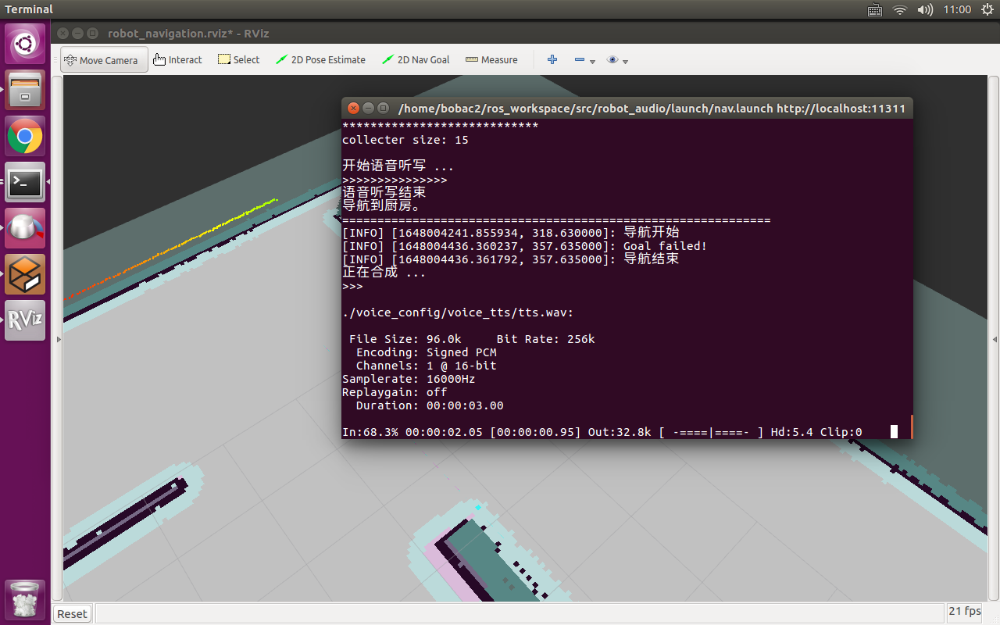 Terminal
11:00
robot_navigation.rviz* - RViz
Move Camera
Interact
Select
2D Pose Estimate
2D Nav Goal
Measure
/home/bobac2/ros_workspace/src/robot_audio/launch/nav.launch http://localhost:11311
****************************
collecter size: 15
开始语音听写 ...
>>>>>>>>>>>>>>>
语音听写结束
导航到厨房。
=============================================================
[INFO] [1648004241.855934, 318.630000]: 导航开始
[INFO] [1648004436.360237, 357.635000]: Goal failed!
[INFO] [1648004436.361792, 357.635000]: 导航结束
正在合成 ...
>>>
./voice_config/voice_tts/tts.wav:
File Size: 96.0k     Bit Rate: 256k
Encoding: Signed PCM
Channels: 1 @ 16-bit
Samplerate: 16000Hz
Replaygain: off
Duration: 00:00:03.00
In:68.3% 00:00:02.05 [00:00:00.95] Out:32.8k [ -====|====- ] Hd:5.4 Clip:0
RViz
Reset
21 fps